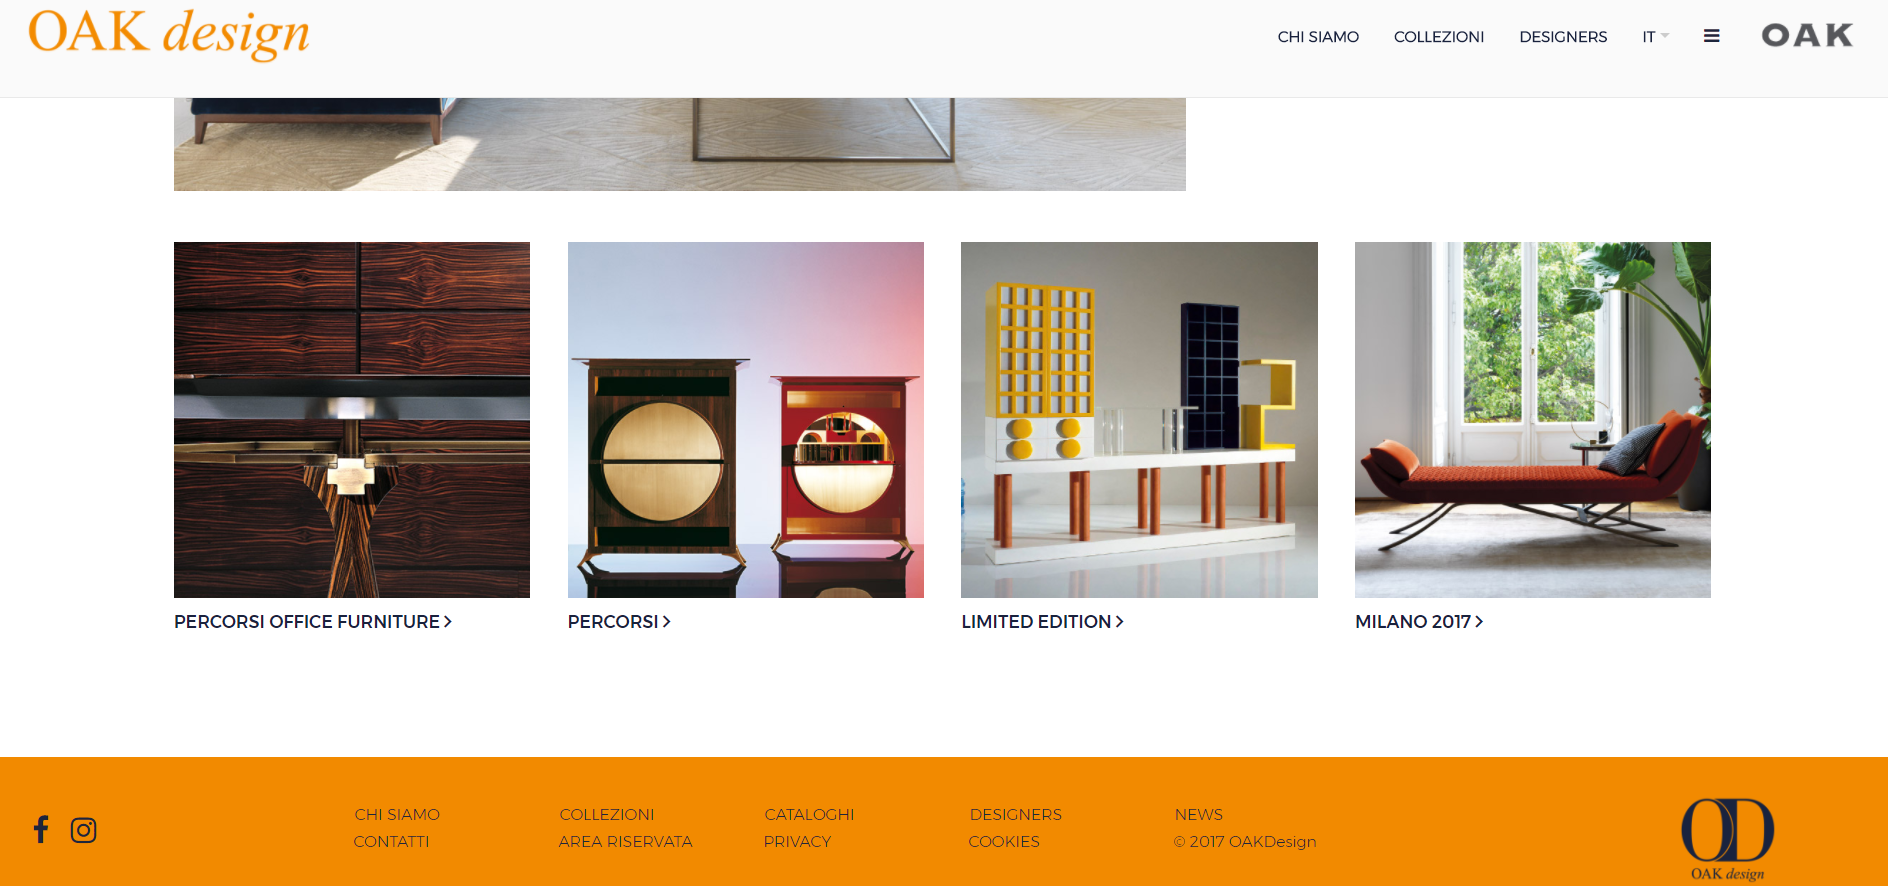 OAK design
CHI SIAMO COLLEZIONI DESIGNERS IT OAK
PERCORSI OFFICE FURNITURE > PERCORSI > LIMITED EDITION > MILANO 2017 >
CHI SIAMO COLLEZIONI CATALOGHI DESIGNERS NEWS
CONTATTI AREA RISERVATA PRIVACY COOKIES © 2017 OAKDesign
OD
OAK design